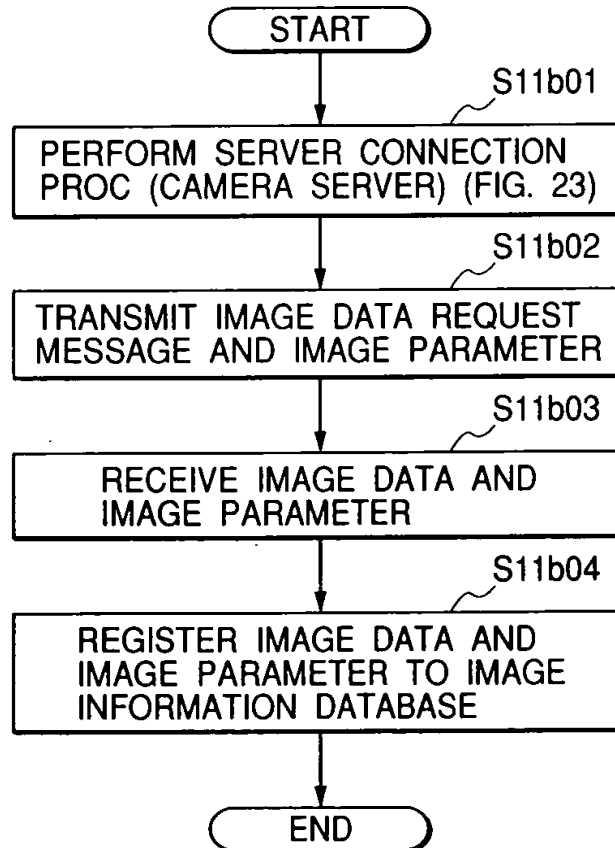 START
S11b01
PERFORM SERVER CONNECTION
PROC (CAMERA SERVER) (FIG. 23)
S11b02
TRANSMIT IMAGE DATA REQUEST
MESSAGE AND IMAGE PARAMETER
S11b03
RECEIVE IMAGE DATA AND
IMAGE PARAMETER
S11b04
REGISTER IMAGE DATA AND
IMAGE PARAMETER TO IMAGE
INFORMATION DATABASE
END